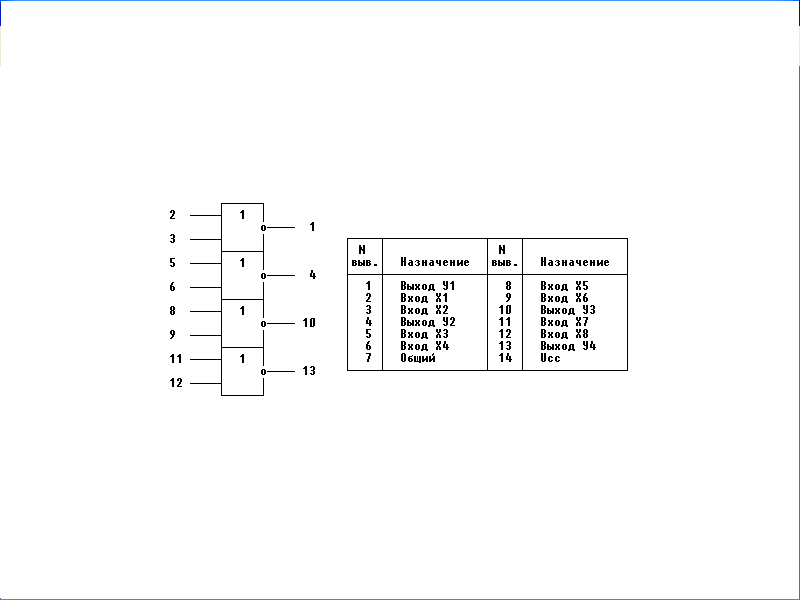 2 1 1
3
5 1 4
6
8 1 10
9
11 1 13
12
N N
выв. Назначение выв. Назначение
1 Выход У1 8 Вход Х5
2 Вход Х1 9 Вход Х6
3 Вход Х2 10 Выход У3
4 Выход У2 11 Вход Х7
5 Вход Х3 12 Вход Х8
6 Вход Х4 13 Выход У4
7 Общий 14 Ucc